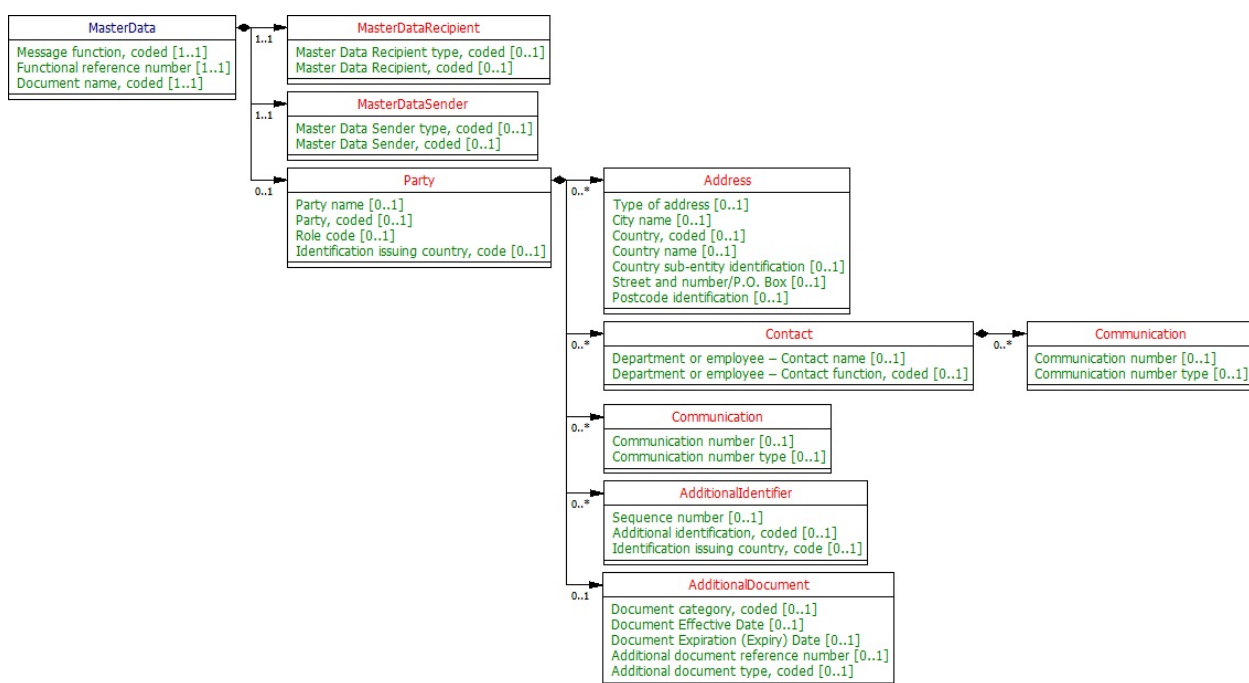 MasterData
Message function, coded [1..1]
Functional reference number [1..1]
Document name, coded [1..1]
1..1
MasterDataRecipient
Master Data Recipient type, coded [0..1]
Master Data Recipient, coded [0..1]
1..1
MasterDataSender
Master Data Sender type, coded [0..1]
Master Data Sender, coded [0..1]
0..1
Party
Party name [0..1]
Party, coded [0..1]
Role code [0..1]
Identification issuing country, code [0..1]
0..*
Address
Type of address [0..1]
City name [0..1]
Country, coded [0..1]
Country name [0..1]
Country sub-entity identification [0..1]
Street and number/P.O. Box [0..1]
Postcode identification [0..1]
0..*
Contact
Department or employee – Contact name [0..1]
Department or employee – Contact function, coded [0..1]
0..*
Communication
Communication number [0..1]
Communication number type [0..1]
0..*
Communication
Communication number [0..1]
Communication number type [0..1]
0..*
AdditionalIdentifier
Sequence number [0..1]
Additional identification, coded [0..1]
Identification issuing country, code [0..1]
0..1
AdditionalDocument
Document category, coded [0..1]
Document Effective Date [0..1]
Document Expiration (Expiry) Date [0..1]
Additional document reference number [0..1]
Additional document type, coded [0..1]